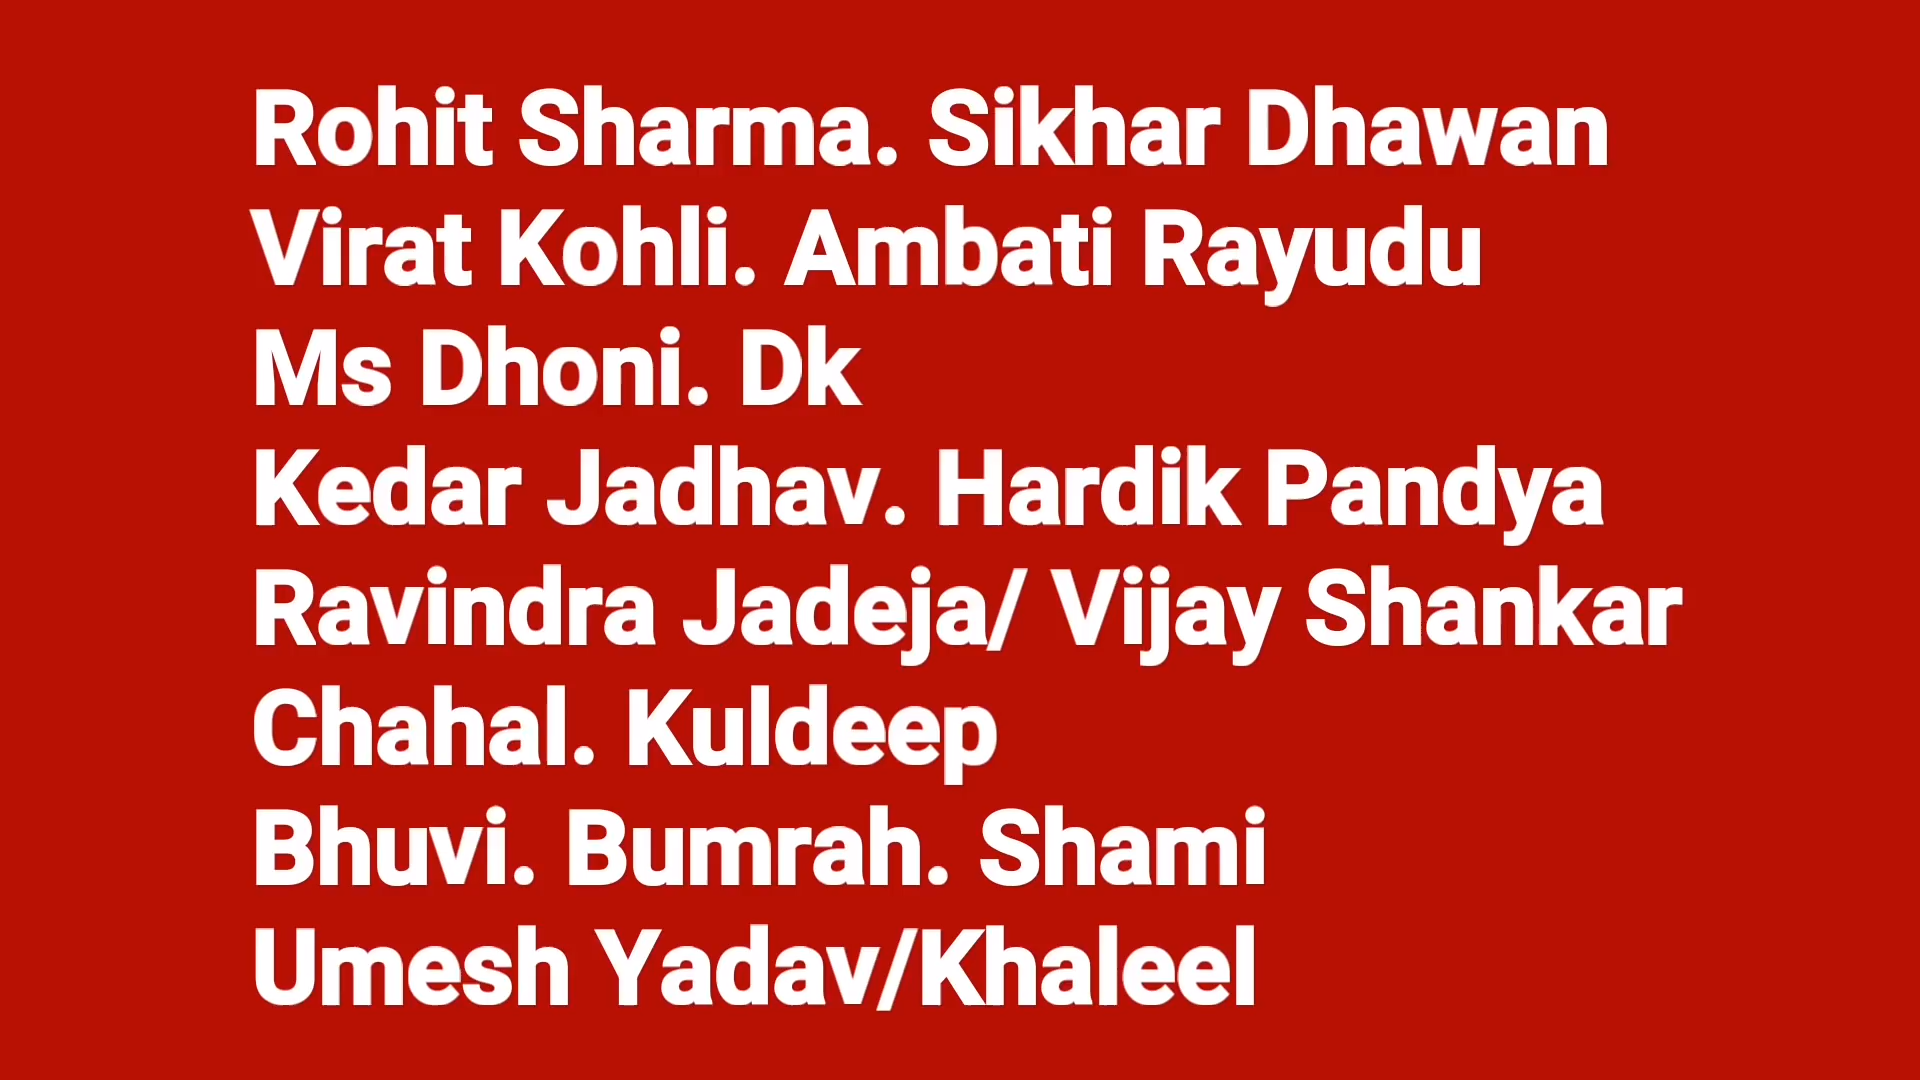 Rohit Sharma. Sikhar Dhawan
Virat Kohli. Ambati Rayudu
Ms Dhoni. Dk
Kedar Jadhav. Hardik Pandya
Ravindra Jadeja/ Vijay Shankar
Chahal. Kuldeep
Bhuvi. Bumrah. Shami
Umesh Yadav/Khaleel